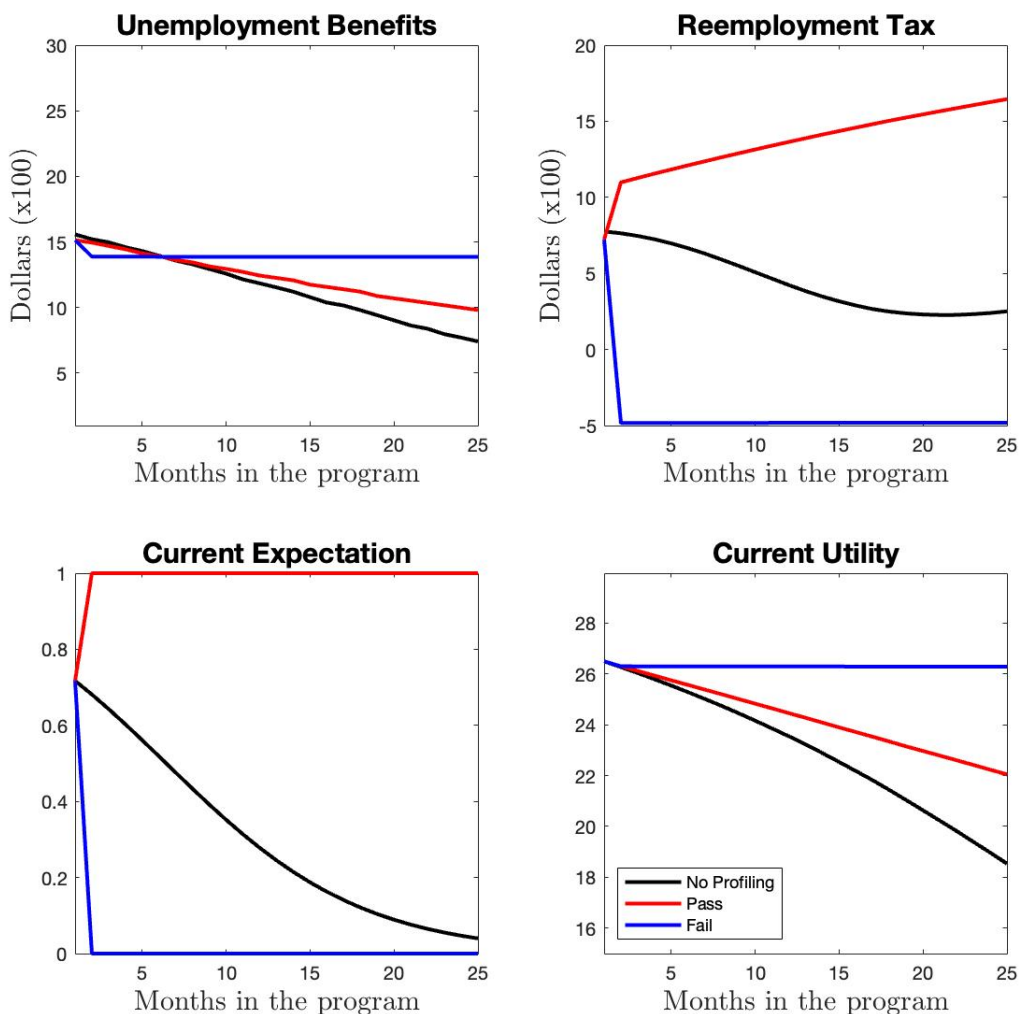 Unemployment Benefits
30
25
20
15
10
5
Dollars (x100)
5 10 15 20 25
Months in the program
Reemployment Tax
20
15
10
5
0
-5
Dollars (x100)
5 10 15 20 25
Months in the program
Current Expectation
1
0.8
0.6
0.4
0.2
0
5 10 15 20 25
Months in the program
Current Utility
28
26
24
22
20
18
16
No Profiling
Pass
Fail
5 10 15 20 25
Months in the program